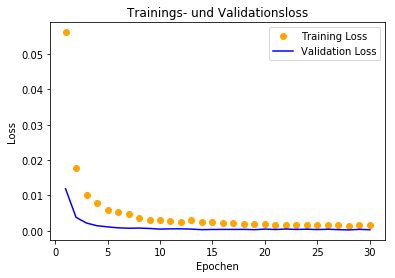 Trainings- und Validationsloss
Training Loss
Validation Loss
Loss
0.05
0.04
0.03
0.02
0.01
0.00
0
5
10
15
20
25
30
Epochen